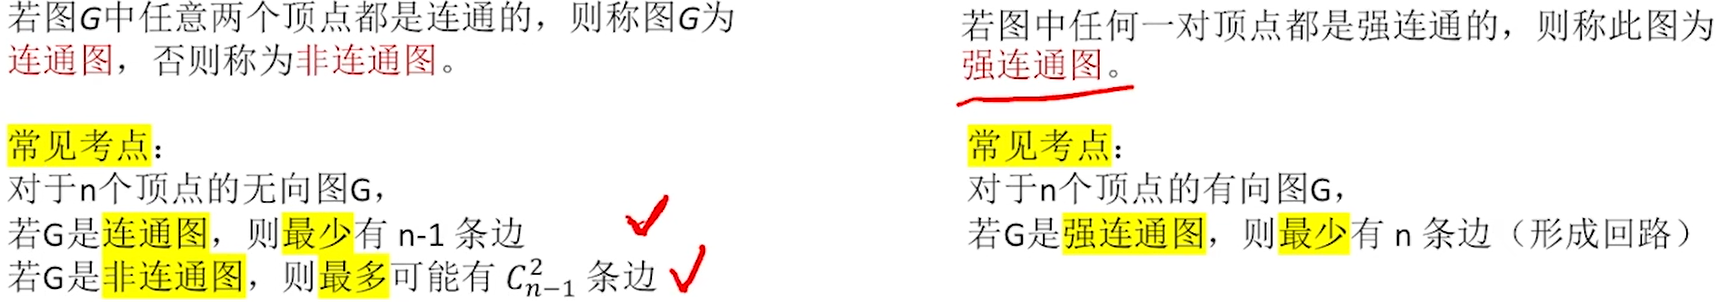 若图G中任意两个顶点都是连通的，则称图G为
连通图，否则称为非连通图。
常见考点：
对于n个顶点的无向图G，
若G是连通图，则最少有 n-1 条边
若G是非连通图，则最多可能有 $C_{n-1}^{2}$ 条边
若图中任何一对顶点都是强连通的，则称此图为
强连通图。
常见考点：
对于n个顶点的有向图G，
若G是强连通图，则最少有 n 条边（形成回路）